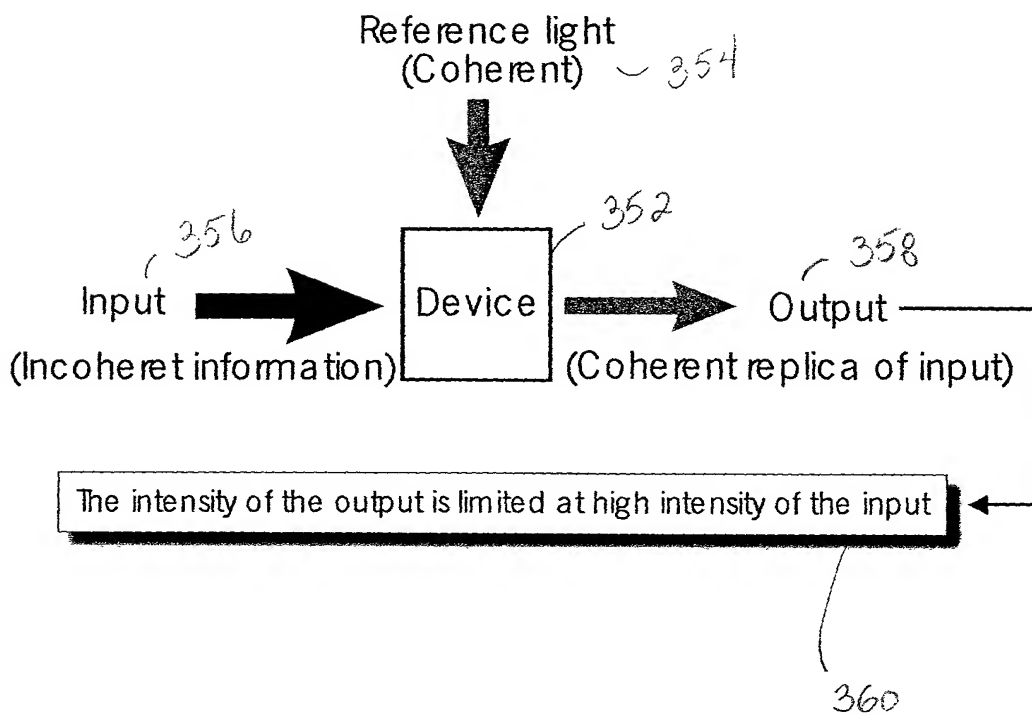 Reference light
(Coherent) 354
352
356
358
Input Device Output
(Incoheret information) (Coherent replica of input)
The intensity of the output is limited at high intensity of the input
360